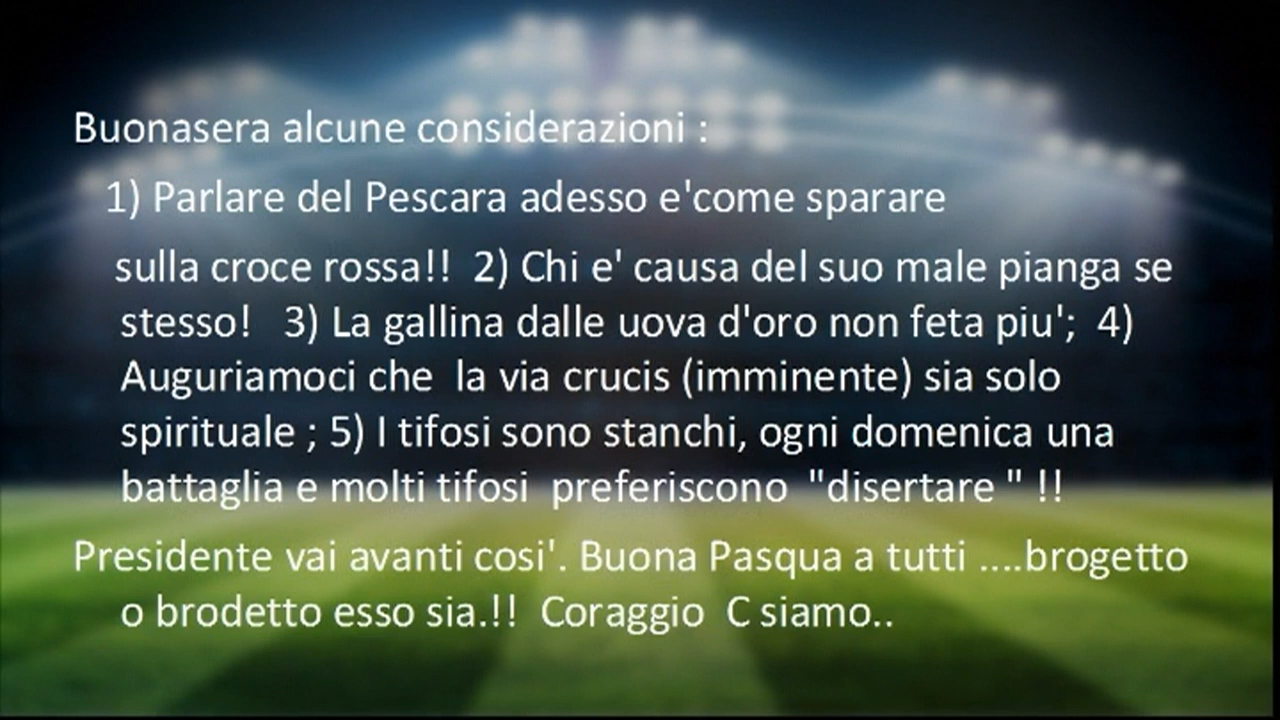 Buonasera alcune considerazioni :
1) Parlare del Pescara adesso e'come sparare
sulla croce rossa!! 2) Chi e' causa del suo male pianga se
stesso! 3) La gallina dalle uova d'oro non feta piu'; 4)
Auguriamoci che la via crucis (imminente) sia solo
spirituale ; 5) I tifosi sono stanchi, ogni domenica una
battaglia e molti tifosi preferiscono "disertare " !!
Presidente vai avanti cosi'. Buona Pasqua a tutti ....brogetto
o brodetto esso sia.!! Coraggio C siamo..